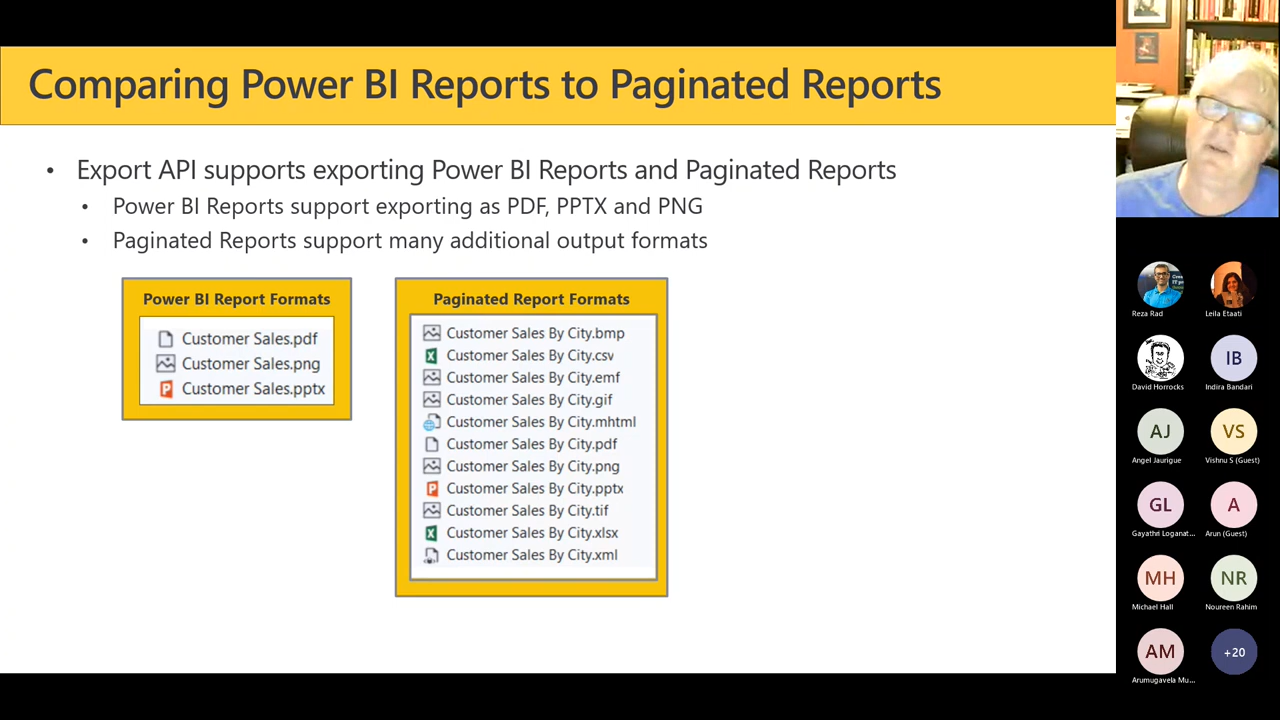 Comparing Power BI Reports to Paginated Reports
• Export API supports exporting Power BI Reports and Paginated Reports
• Power BI Reports support exporting as PDF, PPTX and PNG
• Paginated Reports support many additional output formats
Power BI Report Formats
Customer Sales.pdf
Customer Sales.png
Customer Sales.pptx
Paginated Report Formats
Customer Sales By City.bmp
Customer Sales By City.csv
Customer Sales By City.emf
Customer Sales By City.gif
Customer Sales By City.mhtml
Customer Sales By City.pdf
Customer Sales By City.png
Customer Sales By City.pptx
Customer Sales By City.tif
Customer Sales By City.xlsx
Customer Sales By City.xml
Reza Rad
Leila Etaati
David Horrocks
IB
Indira Bandari
AJ
Angel Jaurigue
VS
Vishnu S (Guest)
GL
Gayathri Loganat...
A
Arun (Guest)
MH
Michael Hall
NR
Noureen Rahim
AM
Arumugavela Mu...
+20